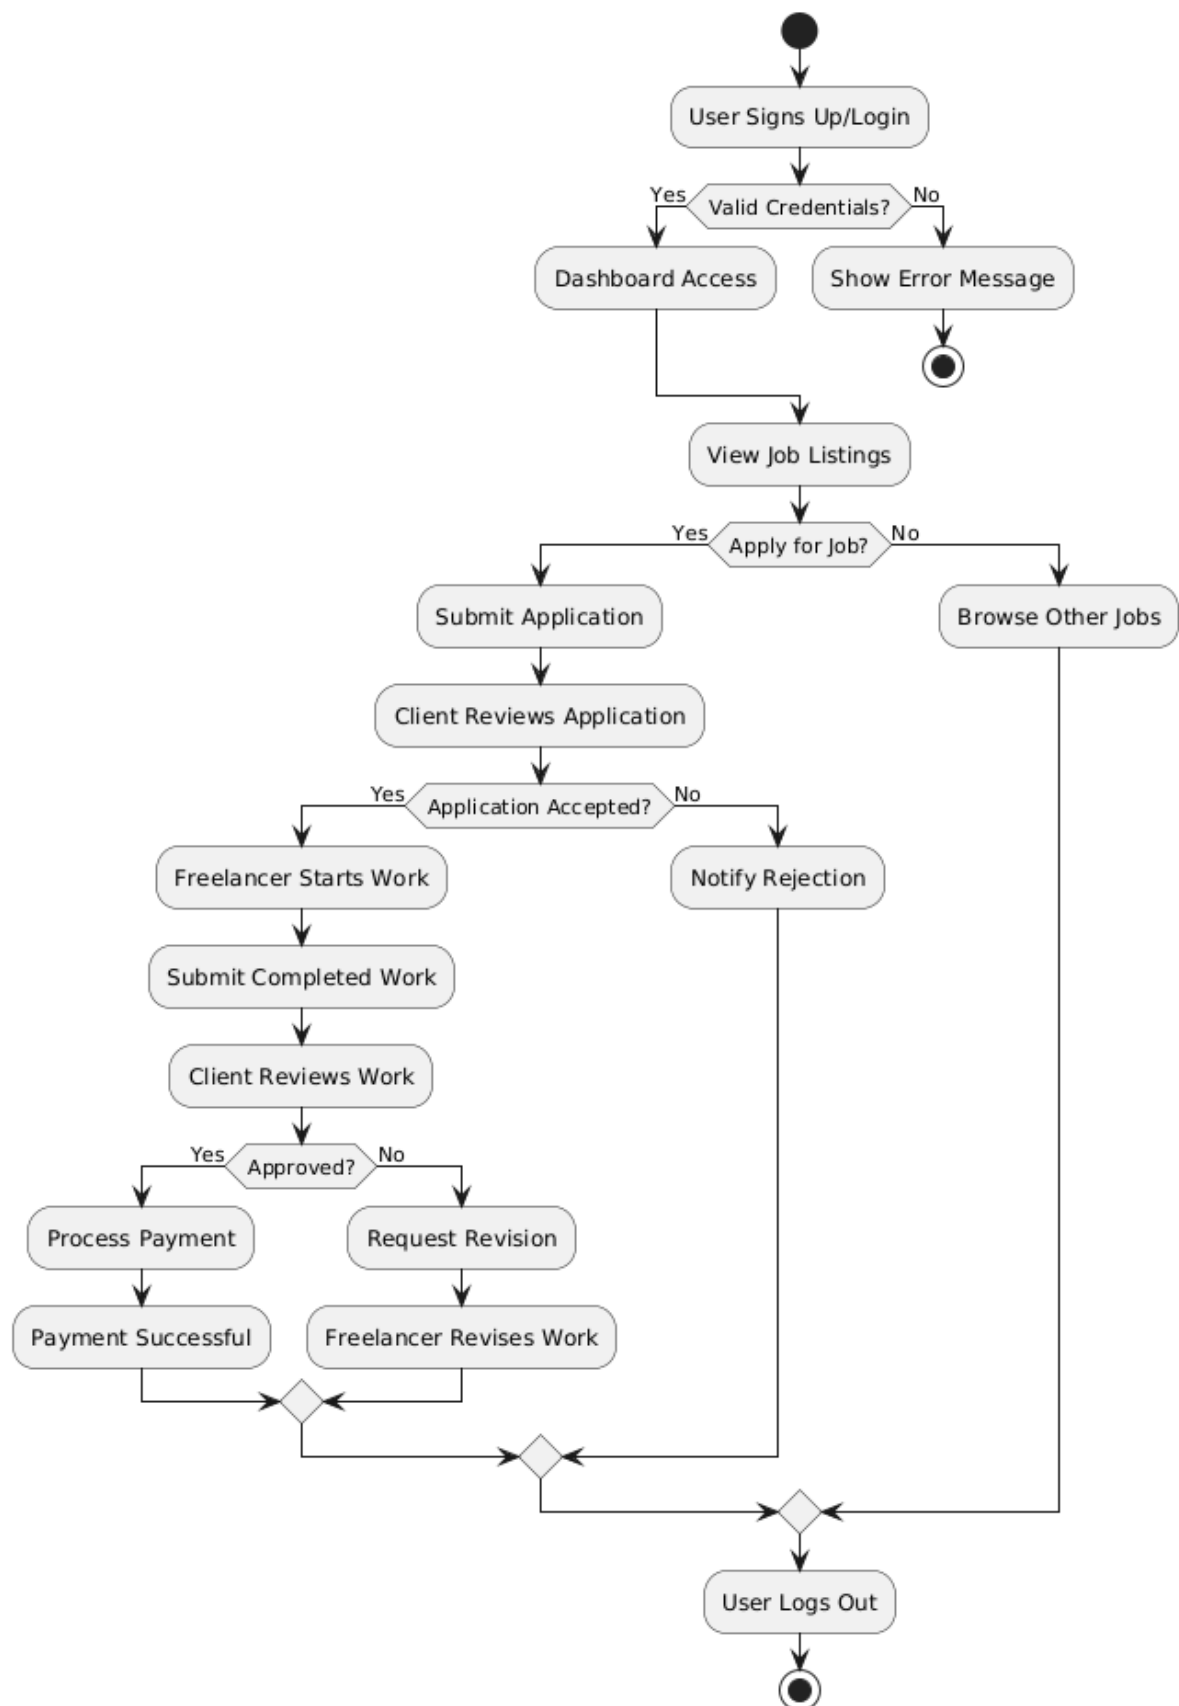 User Signs Up/Login
Yes
Valid Credentials?
No
Dashboard Access
Show Error Message
View Job Listings
Yes
Apply for Job?
No
Submit Application
Browse Other Jobs
Client Reviews Application
Yes
Application Accepted?
No
Freelancer Starts Work
Notify Rejection
Submit Completed Work
Client Reviews Work
Yes
Approved?
No
Process Payment
Request Revision
Payment Successful
Freelancer Revises Work
User Logs Out